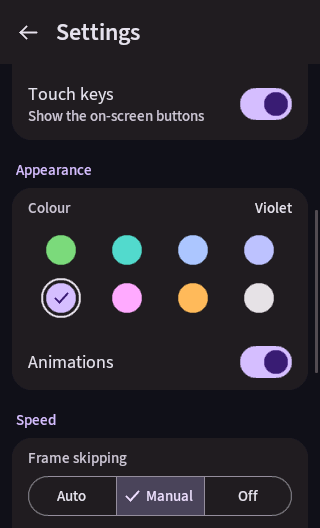 Settings
Touch keys
Show the on-screen buttons
Appearance
Colour Violet
Animations
Speed
Frame skipping
Auto Manual Off